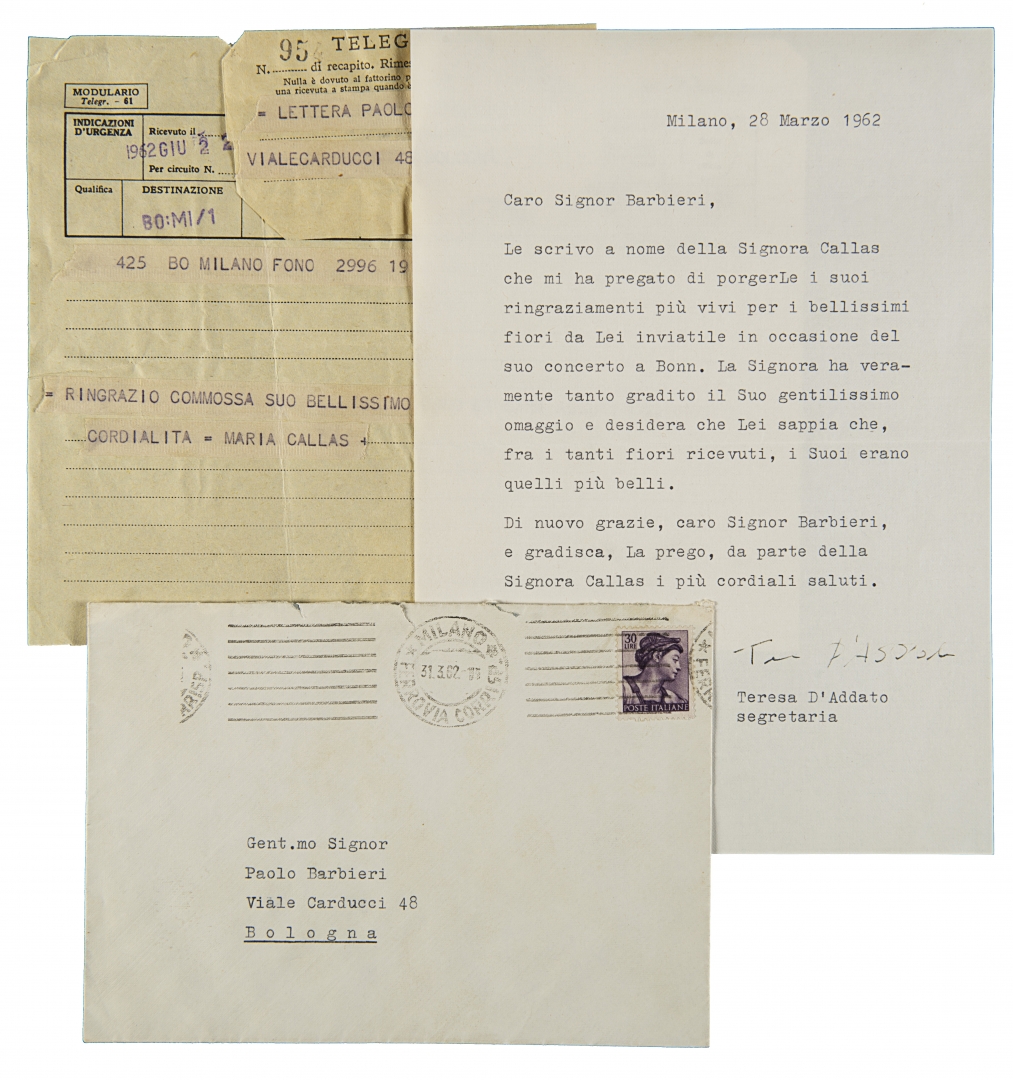 MODULARIO
Telegr. - 61
INDICAZIONI
D'URGENZA
Ricevuto il
1962 GIU 2
Per circuito N.
Qualifica
DESTINAZIONE
BO:MI/1
95 TELEG
N. di recapito.
Nulla è dovuto al fattorino
una ricevuta a stampa quando
= LETTERA PAOLO
VIALECARDUCCI 48
425 BO MILANO FONO 2996 19
= RINGRAZIO COMMOSSA SUO BELLISSIMO
CORDIALITA = MARIA CALLAS +
Milano, 28 Marzo 1962
Caro Signor Barbieri,
Le scrivo a nome della Signora Callas
che mi ha pregato di porgerLe i suoi
ringraziamenti più vivi per i bellissimi
fiori da Lei inviatile in occasione del
suo concerto a Bonn. La Signora ha vera-
mente tanto gradito il Suo gentilissimo
omaggio e desidera che Lei sappia che,
fra i tanti fiori ricevuti, i Suoi erano
quelli più belli.
Di nuovo grazie, caro Signor Barbieri,
e gradisca, La prego, da parte della
Signora Callas i più cordiali saluti.
Teresa D'Addato
segretaria
MILANO
31.3.62
FERROVIA CORRISP
30
LIRE
POSTE ITALIANE
Gent.mo Signor
Paolo Barbieri
Viale Carducci 48
Bologna